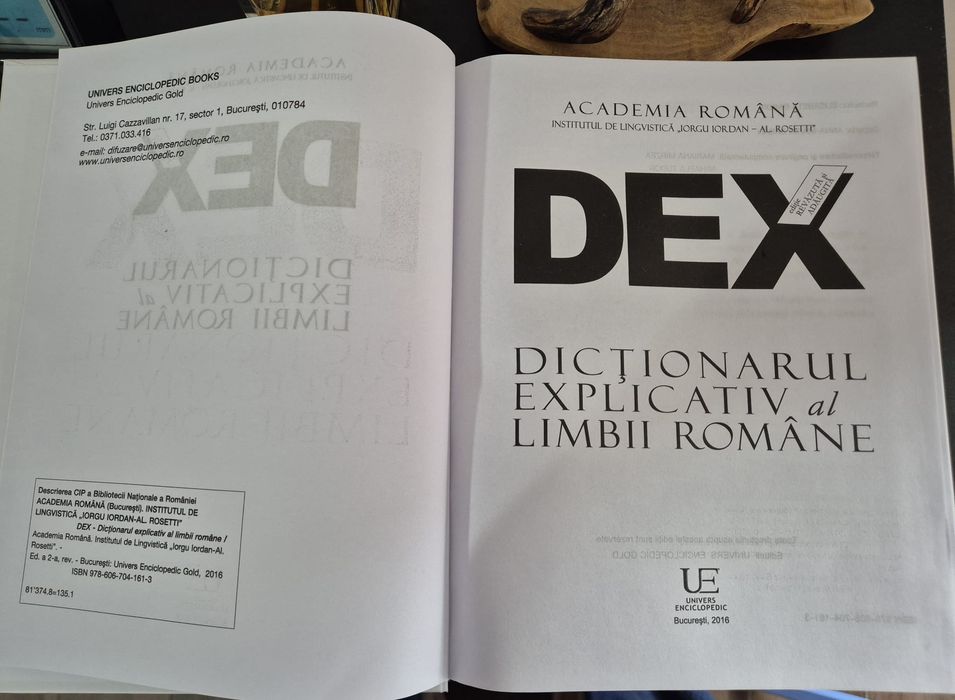 UNIVERS ENCICLOPEDIC BOOKS
Univers Enciclopedic Gold
Str. Luigi Cazzavillan nr. 17, sector 1, București, 010784
Tel.: 0371.033.416
e-mail: difuzare@universenciclopedic.ro
www.universenciclopedic.ro
Descrierea CIP a Bibliotecii Naționale a României
ACADEMIA ROMÂNĂ (București). INSTITUTUL DE
LINGVISTICĂ „IORGU IORDAN-AL. ROSETTI”
DEX - Dicționarul explicativ al limbii române /
Academia Română. Institutul de Lingvistică „Iorgu Iordan-Al.
Rosetti”. -
Ed. a 2-a, rev. - București: Univers Enciclopedic Gold, 2016
ISBN 978-606-704-161-3
81'374.8=135.1
ACADEMIA ROMÂNĂ
INSTITUTUL DE LINGVISTICĂ „IORGU IORDAN – AL. ROSETTI”
DEX
ediție
REVĂZUTĂ și
ADĂUGITĂ
DICȚIONARUL
EXPLICATIV al
LIMBII ROMÂNE
UE
UNIVERS
ENCICLOPEDIC
București, 2016